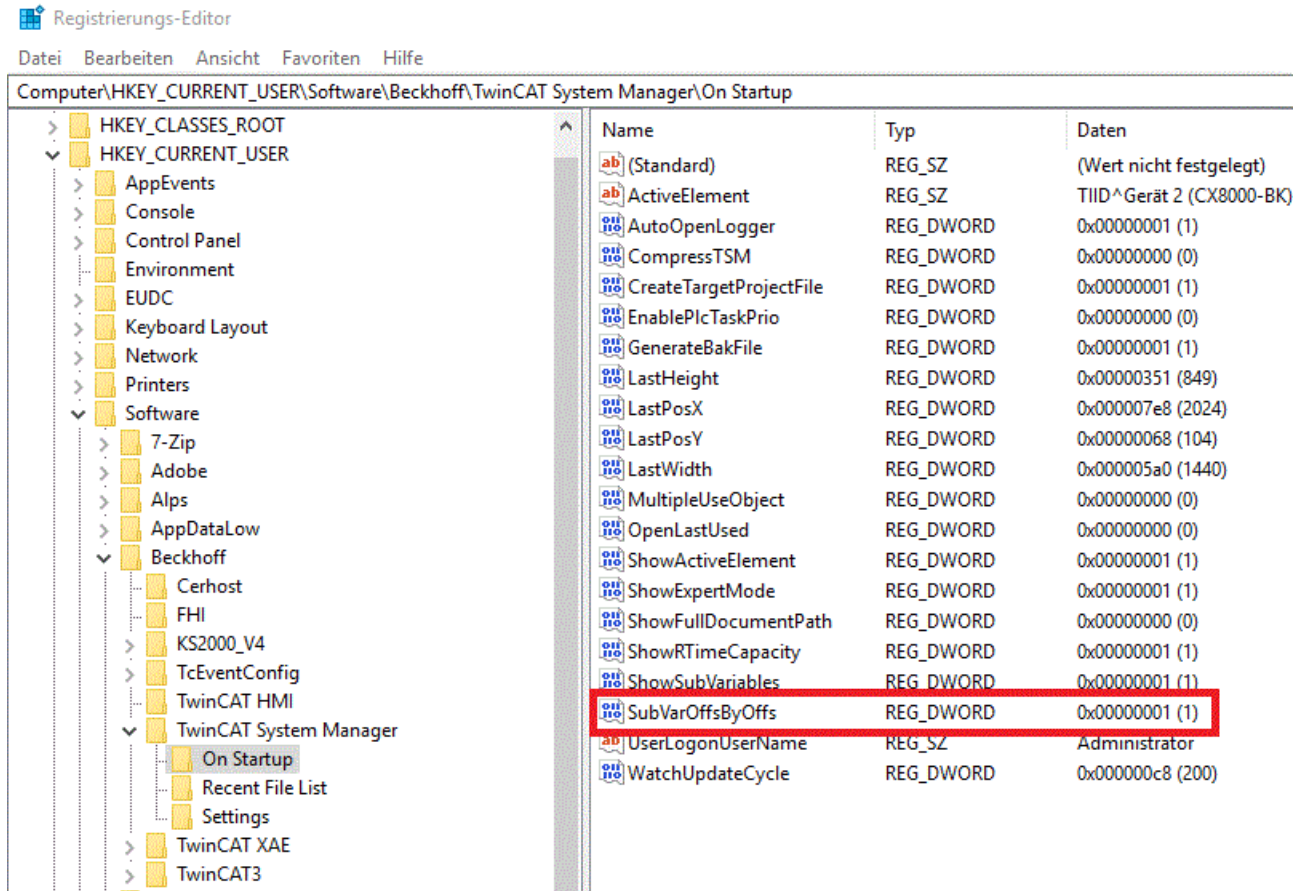 Registrierungs-Editor
Datei Bearbeiten Ansicht Favoriten Hilfe
Computer\HKEY_CURRENT_USER\Software\Beckhoff\TwinCAT System Manager\On Startup
HKEY_CLASSES_ROOT
HKEY_CURRENT_USER
AppEvents
Console
Control Panel
Environment
EUDC
Keyboard Layout
Network
Printers
Software
7-Zip
Adobe
Alps
AppDataLow
Beckhoff
Cerhost
FHI
KS2000_V4
TcEventConfig
TwinCAT HMI
TwinCAT System Manager
On Startup
Recent File List
Settings
TwinCAT XAE
TwinCAT3
Name Typ Daten
(Standard) REG_SZ (Wert nicht festgelegt)
ActiveElement REG_SZ TIID^Gerät 2 (CX8000-BK)
AutoOpenLogger REG_DWORD 0x00000001 (1)
CompressTSM REG_DWORD 0x00000000 (0)
CreateTargetProjectFile REG_DWORD 0x00000001 (1)
EnablePlcTaskPrio REG_DWORD 0x00000000 (0)
GenerateBakFile REG_DWORD 0x00000001 (1)
LastHeight REG_DWORD 0x00000351 (849)
LastPosX REG_DWORD 0x000007e8 (2024)
LastPosY REG_DWORD 0x00000068 (104)
LastWidth REG_DWORD 0x000005a0 (1440)
MultipleUseObject REG_DWORD 0x00000000 (0)
OpenLastUsed REG_DWORD 0x00000000 (0)
ShowActiveElement REG_DWORD 0x00000001 (1)
ShowExpertMode REG_DWORD 0x00000001 (1)
ShowFullDocumentPath REG_DWORD 0x00000000 (0)
ShowRTimeCapacity REG_DWORD 0x00000001 (1)
ShowSubVariables REG_DWORD 0x00000001 (1)
SubVarOffsByOffs REG_DWORD 0x00000001 (1)
UserLogonUserName REG_SZ Administrator
WatchUpdateCycle REG_DWORD 0x000000c8 (200)